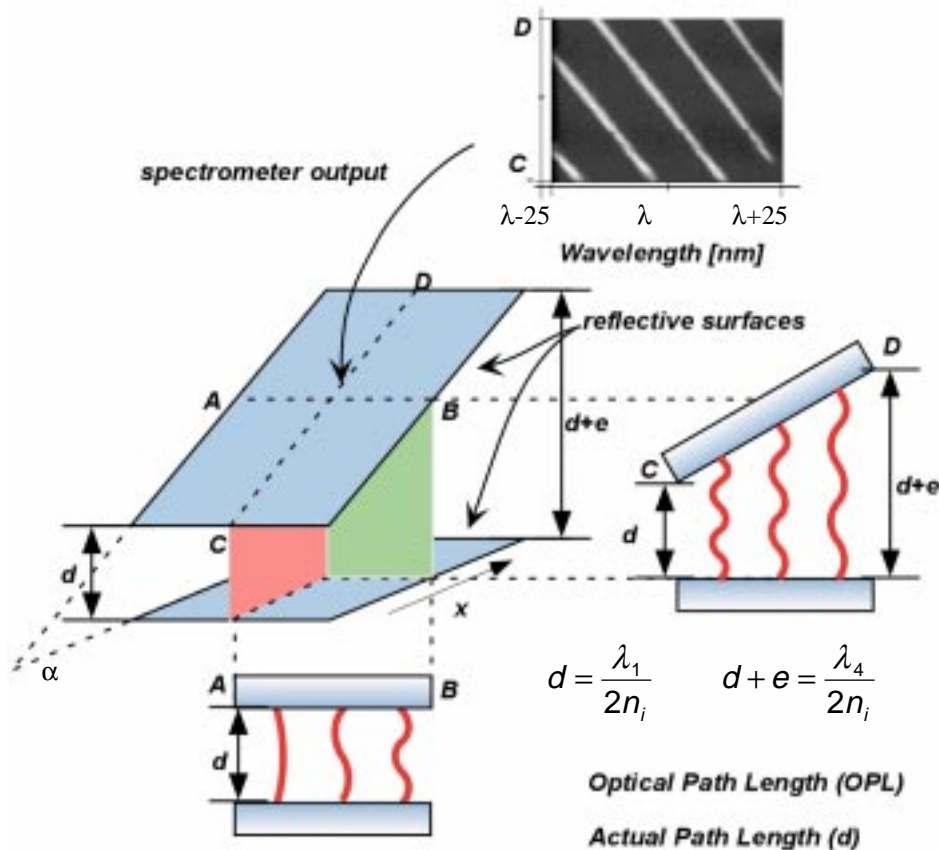 D
C
λ-25 λ λ+25
Wavelength [nm]
spectrometer output
D
reflective surfaces
A
B
d+e
D
C
d+e
d
C
d
x
α
A B
d
d = λ₁ / 2nᵢ
d + e = λ₄ / 2nᵢ
Optical Path Length (OPL)
Actual Path Length (d)